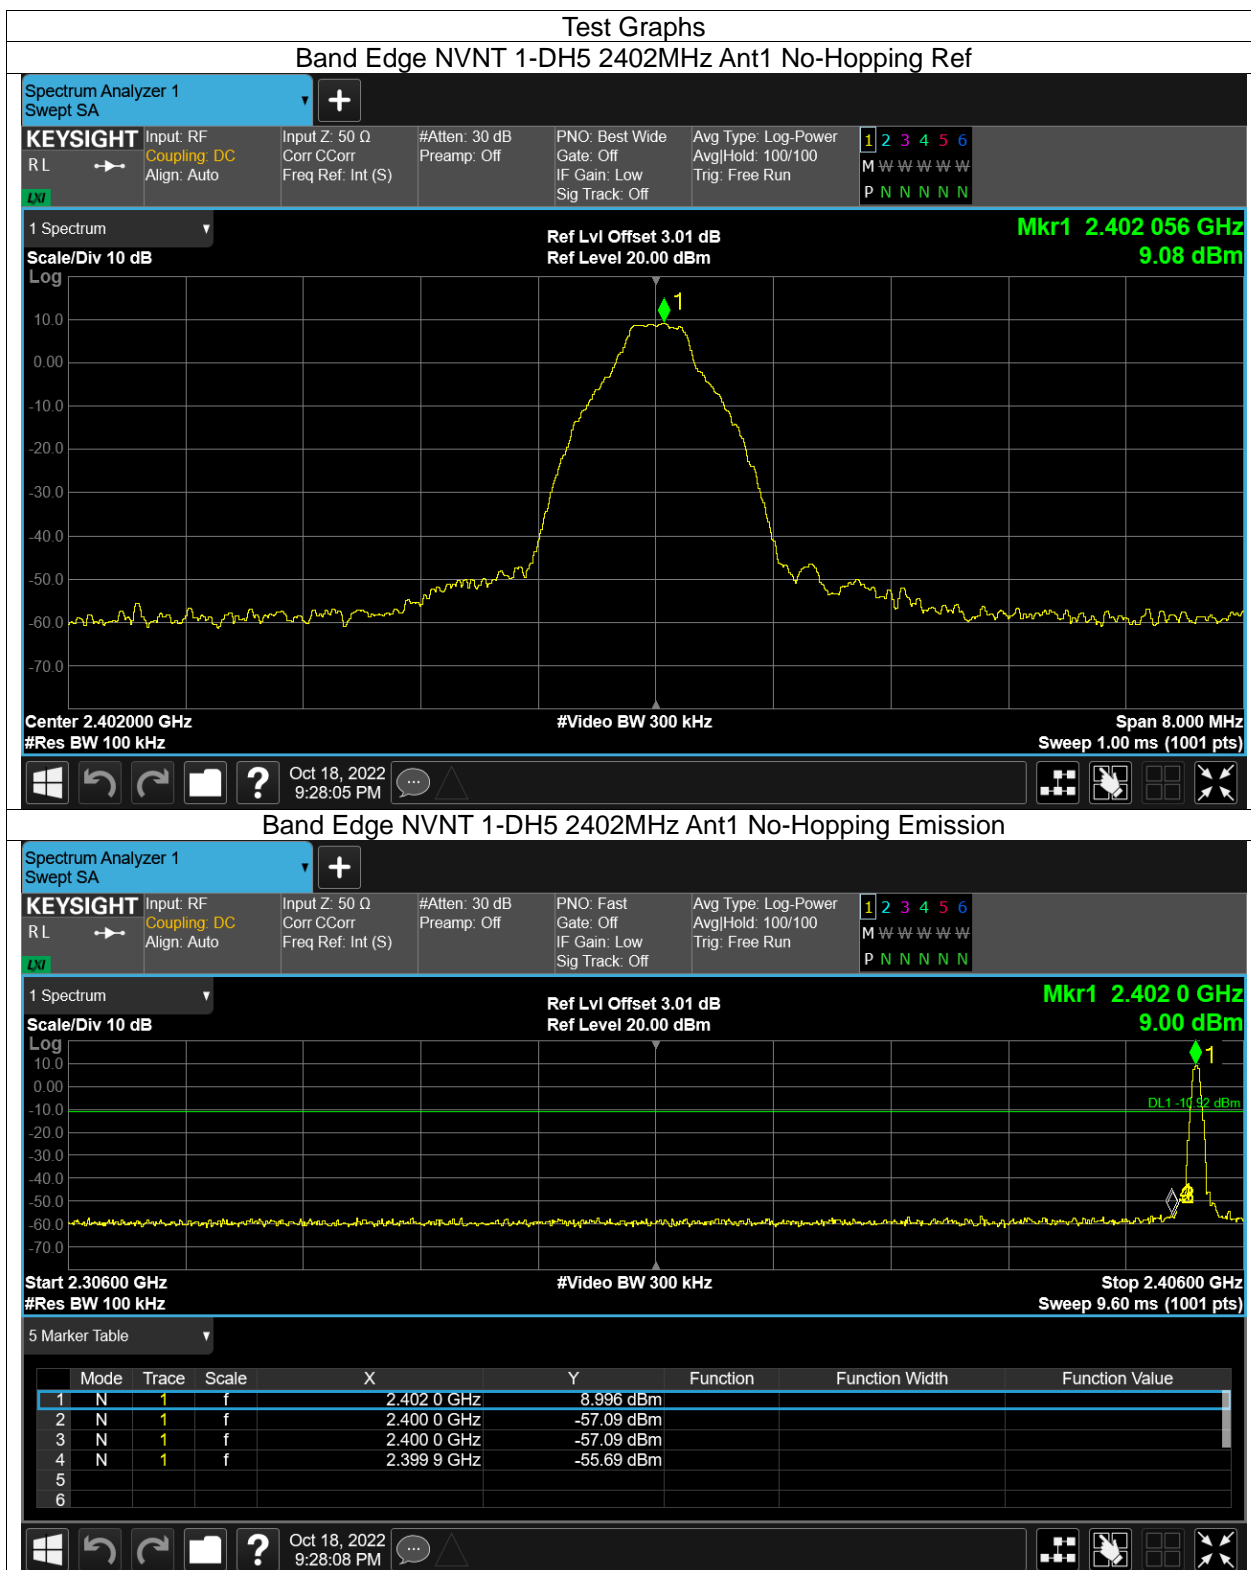 Test Graphs
Band Edge NVNT 1-DH5 2402MHz Ant1 No-Hopping Ref
Spectrum Analyzer 1
Swept SA
+
KEYSIGHT Input: RF Input Z: 50 Ω #Atten: 30 dB PNO: Best Wide Avg Type: Log-Power 1 2 3 4 5 6
RL Coupling: DC Corr CCorr Preamp: Off Gate: Off Avg|Hold: 100/100 M W W W W W
Align: Auto Freq Ref: Int (S) IF Gain: Low Trig: Free Run
LXI Sig Track: Off P N N N N N
1 Spectrum Ref Lvl Offset 3.01 dB Mkr1 2.402 056 GHz
Scale/Div 10 dB Ref Level 20.00 dBm 9.08 dBm
Log
1
10.0
0.00
-10.0
-20.0
-30.0
-40.0
-50.0
-60.0
-70.0
Center 2.402000 GHz #Video BW 300 kHz Span 8.000 MHz
#Res BW 100 kHz Sweep 1.00 ms (1001 pts)
? Oct 18, 2022
9:28:05 PM
Band Edge NVNT 1-DH5 2402MHz Ant1 No-Hopping Emission
Spectrum Analyzer 1
Swept SA
+
KEYSIGHT Input: RF Input Z: 50 Ω #Atten: 30 dB PNO: Fast Avg Type: Log-Power 1 2 3 4 5 6
RL Coupling: DC Corr CCorr Preamp: Off Gate: Off Avg|Hold: 100/100 M W W W W W
Align: Auto Freq Ref: Int (S) IF Gain: Low Trig: Free Run
LXI Sig Track: Off P N N N N N
1 Spectrum Ref Lvl Offset 3.01 dB Mkr1 2.402 0 GHz
Scale/Div 10 dB Ref Level 20.00 dBm 9.00 dBm
Log
1
10.0
0.00
-10.0
DL1 -10.92 dBm
-20.0
-30.0
-40.0
-50.0
-60.0
-70.0
Start 2.30600 GHz #Video BW 300 kHz Stop 2.40600 GHz
#Res BW 100 kHz Sweep 9.60 ms (1001 pts)
5 Marker Table
Mode Trace Scale X Y Function Function Width Function Value
1 N 1 f 2.402 0 GHz 8.996 dBm
2 N 1 f 2.400 0 GHz -57.09 dBm
3 N 1 f 2.400 0 GHz -57.09 dBm
4 N 1 f 2.399 9 GHz -55.69 dBm
5
6
? Oct 18, 2022
9:28:08 PM